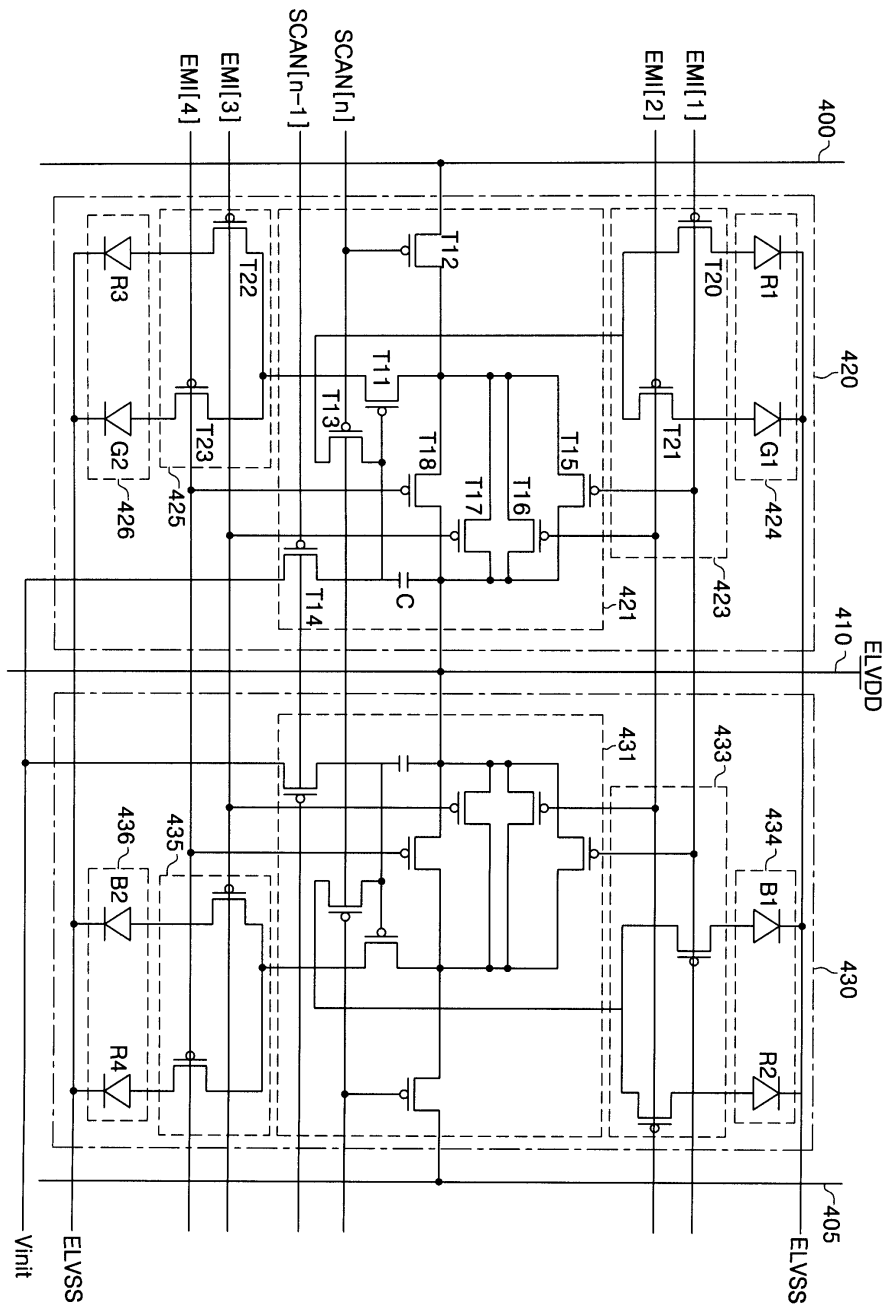 SCAN[n]
SCAN[n-1]
EMI[3]
EMI[4]
EMI[2]
EMI[1]
400
T12
T20
R1
T22
R3
T11
T13
T18
T17
T16
T15
T21
G1
420
T23
G2
425
426
424
423
421
T14
C
410
ELVDD
431
433
434
B1
435
436
B2
430
R2
R4
405
ELVSS
ELVSS
Vinit